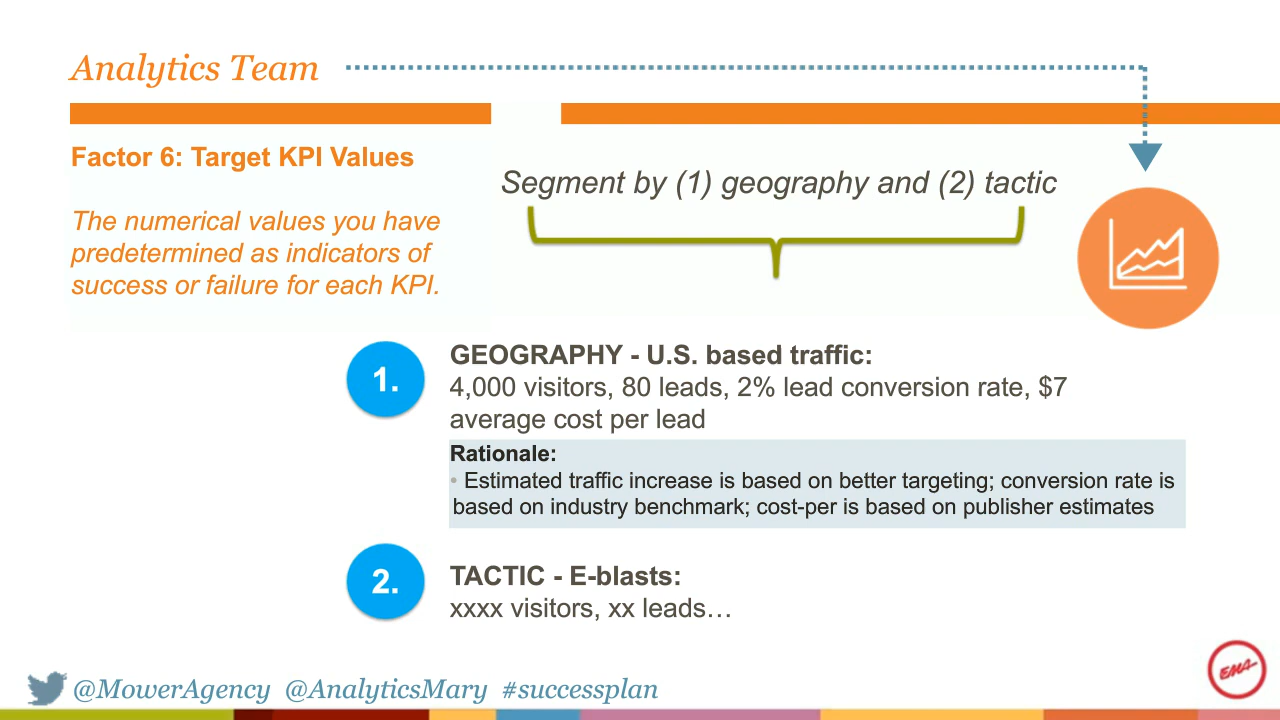 Analytics Team
Factor 6: Target KPI Values
The numerical values you have
predetermined as indicators of
success or failure for each KPI.
Segment by (1) geography and (2) tactic
1.
GEOGRAPHY - U.S. based traffic:
4,000 visitors, 80 leads, 2% lead conversion rate, $7
average cost per lead
Rationale:
• Estimated traffic increase is based on better targeting; conversion rate is
based on industry benchmark; cost-per is based on publisher estimates
2.
TACTIC - E-blasts:
xxxx visitors, xx leads…
@MowerAgency @AnalyticsMary #successplan
EMA